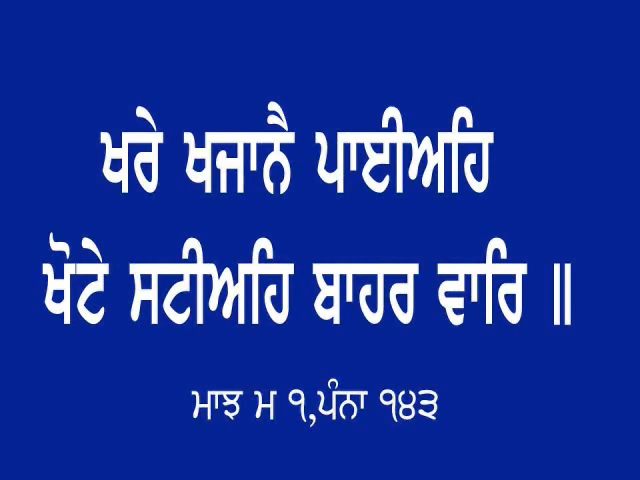 ਖਰੇ ਖਜਾਨੈ ਪਾਈਅਹਿ
ਖੋਟੇ ਸਟੀਅਹਿ ਬਾਹਰ ਵਾਰਿ ॥
ਮਾਝ ਮ ੧,ਪੰਨਾ ੧੪੩